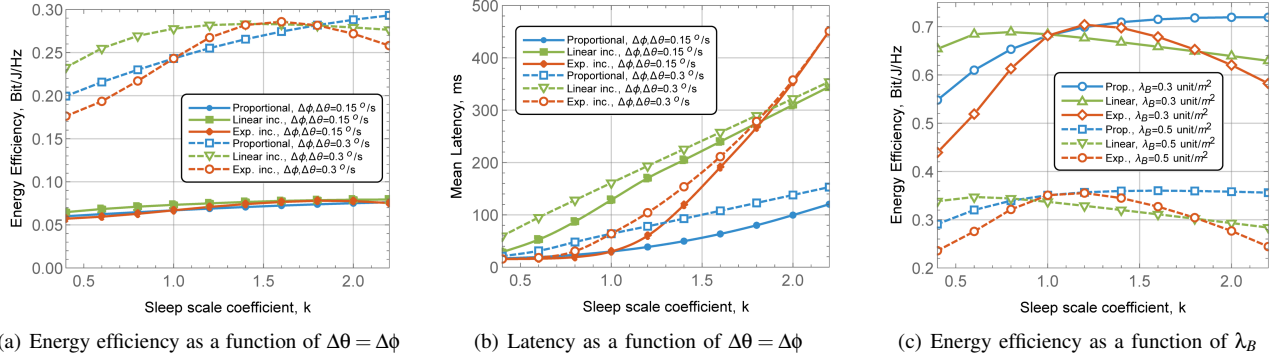 0.30
0.25
0.20
0.15
0.10
0.05
0.00
Energy Efficiency, Bit/J/Hz
Proportional, Δϕ,Δθ=0.15 º/s
Linear inc., Δϕ,Δθ=0.15 º/s
Exp. inc., Δϕ,Δθ=0.15 º/s
Proportional, Δϕ,Δθ=0.3 º/s
Linear inc., Δϕ,Δθ=0.3 º/s
Exp. inc., Δϕ,Δθ=0.3 º/s
0.5 1.0 1.5 2.0
Sleep scale coefficient, k
(a) Energy efficiency as a function of Δθ = Δϕ
500
400
300
200
100
0
Mean Latency, ms
Proportional, Δϕ,Δθ=0.15 º/s
Linear inc., Δϕ,Δθ=0.15 º/s
Exp. inc., Δϕ,Δθ=0.15 º/s
Proportional, Δϕ,Δθ=0.3 º/s
Linear inc., Δϕ,Δθ=0.3 º/s
Exp. inc., Δϕ,Δθ=0.3 º/s
0.5 1.0 1.5 2.0
Sleep scale coefficient, k
(b) Latency as a function of Δθ = Δϕ
0.7
0.6
0.5
0.4
0.3
0.2
Energy Efficiency, Bit/J/Hz
Prop., λB=0.3 unit/m²
Linear, λB=0.3 unit/m²
Exp., λB=0.3 unit/m²
Prop., λB=0.5 unit/m²
Linear, λB=0.5 unit/m²
Exp., λB=0.5 unit/m²
0.5 1.0 1.5 2.0
Sleep scale coefficient, k
(c) Energy efficiency as a function of λB